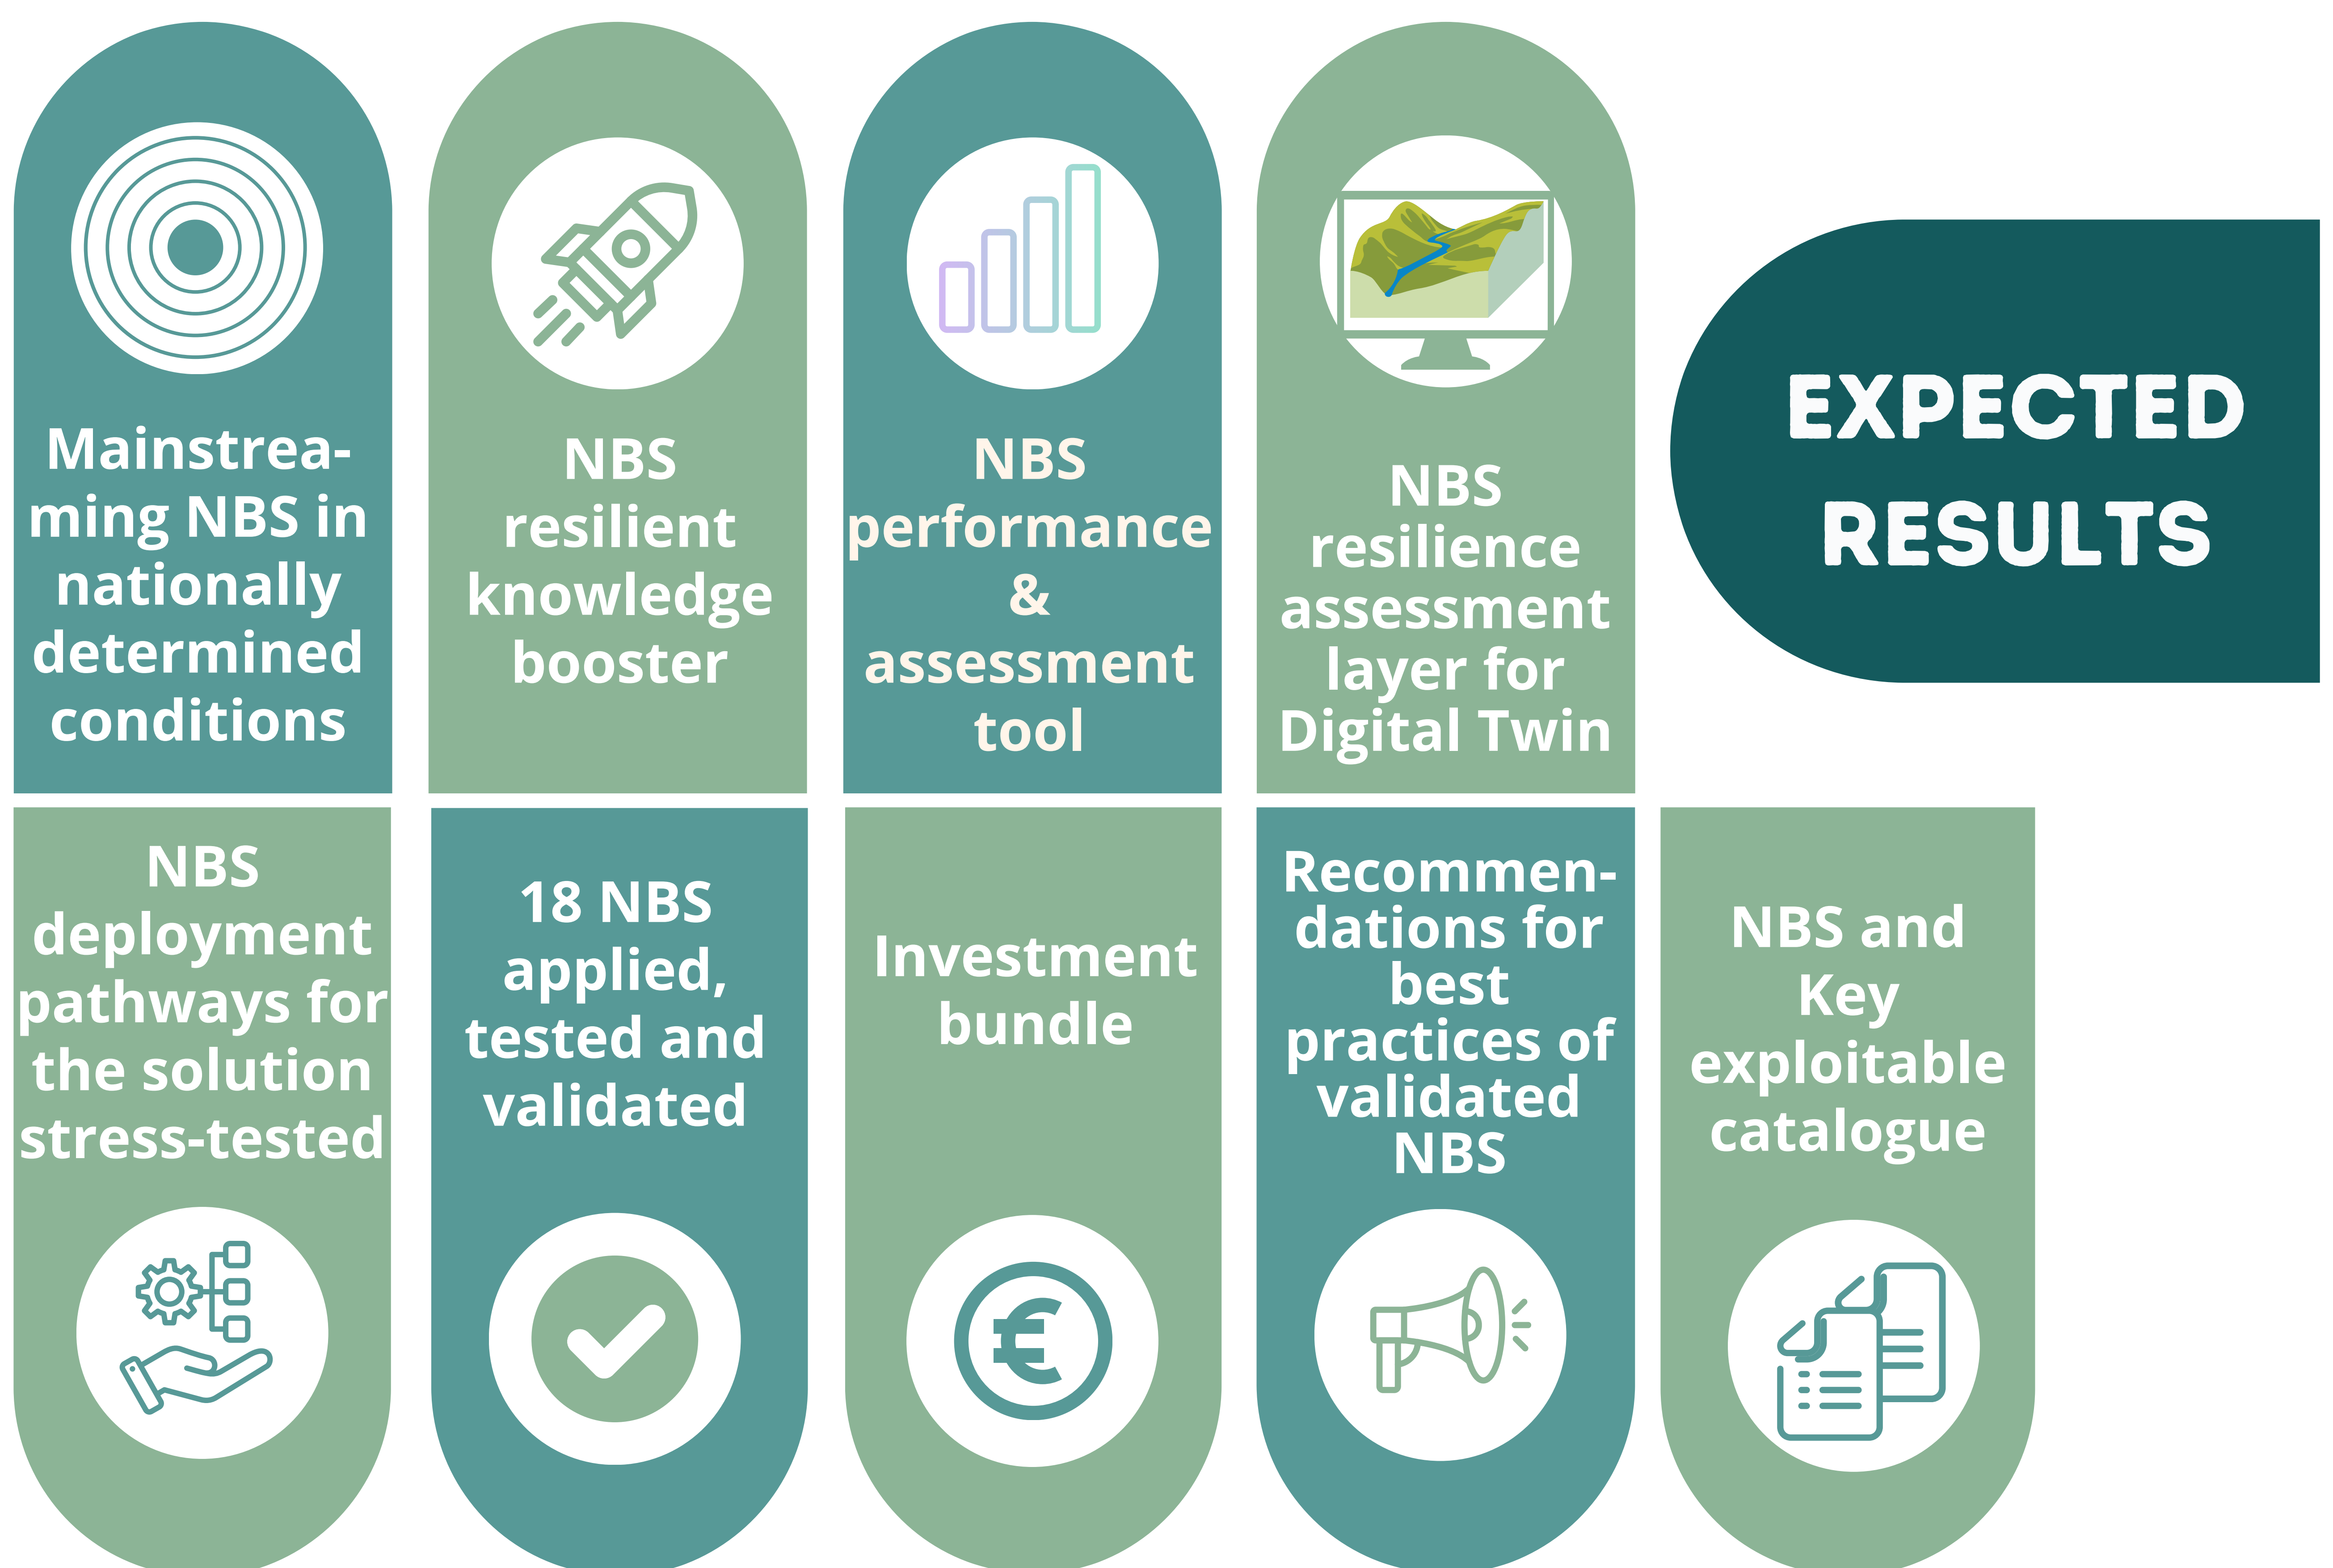 Mainstrea-
ming NBS in
nationally
determined
conditions
NBS
resilient
knowledge
booster
NBS
performance
&
assessment
tool
NBS
resilience
assessment
layer for
Digital Twin
EXPECTED
RESULTS
NBS
deployment
pathways for
the solution
stress-tested
18 NBS
applied,
tested and
validated
Investment
bundle
Recommen-
dations for
best
practices of
validated
NBS
NBS and
Key
exploitable
catalogue